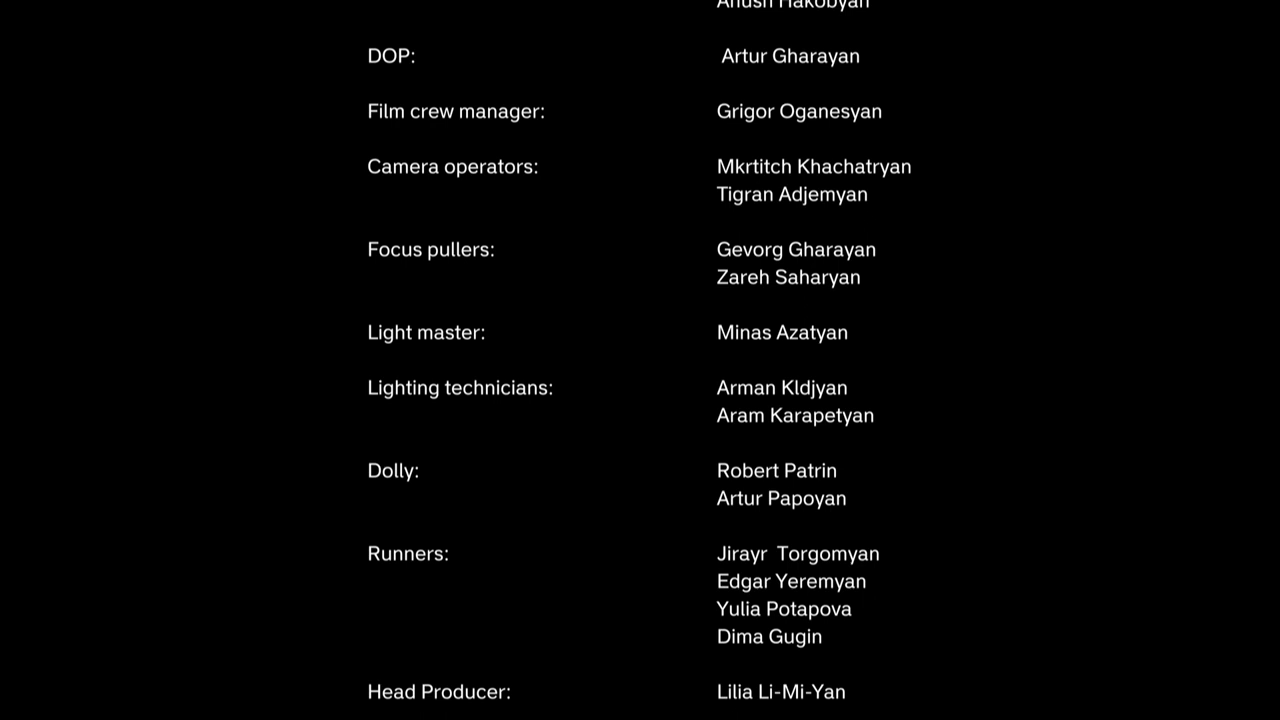 Anush Hakobyan
DOP: Artur Gharayan
Film crew manager: Grigor Oganesyan
Camera operators: Mkrtitch Khachatryan
Tigran Adjemyan
Focus pullers: Gevorg Gharayan
Zareh Saharyan
Light master: Minas Azatyan
Lighting technicians: Arman Kldjyan
Aram Karapetyan
Dolly: Robert Patrin
Artur Papoyan
Runners: Jirayr  Torgomyan
Edgar Yeremyan
Yulia Potapova
Dima Gugin
Head Producer: Lilia Li-Mi-Yan